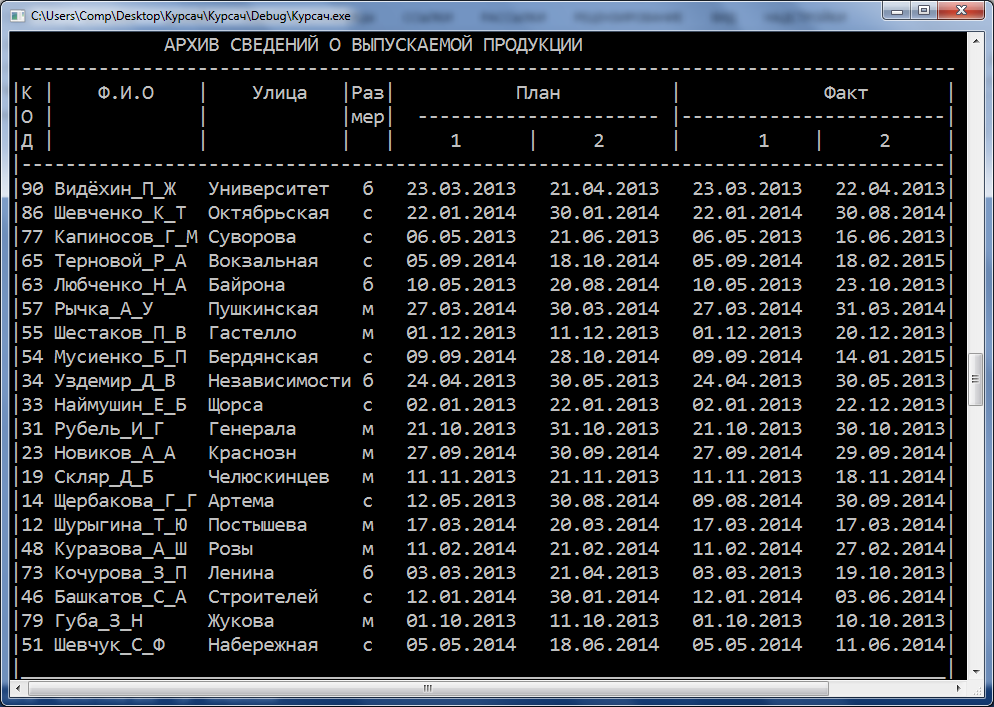 C:\Users\Comp\Desktop\Курсач\Курсач\Debug\Курсач.exe
АРХИВ СВЕДЕНИЙ О ВЫПУСКАЕМОЙ ПРОДУКЦИИ
К Ф.И.О Улица Раз План Факт
О мер
Д 1 2 1 2
90 Видёхин_П_Ж Университет б 23.03.2013 21.04.2013 23.03.2013 22.04.2013
86 Шевченко_К_Т Октябрьская с 22.01.2014 30.01.2014 22.01.2014 30.08.2014
77 Капиносов_Г_М Суворова с 06.05.2013 21.06.2013 06.05.2013 16.06.2013
65 Терновой_Р_А Вокзальная с 05.09.2014 18.10.2014 05.09.2014 18.02.2015
63 Любченко_Н_А Байрона б 10.05.2013 20.08.2014 10.05.2013 23.10.2013
57 Рычка_А_У Пушкинская м 27.03.2014 30.03.2014 27.03.2014 31.03.2014
55 Шестаков_П_В Гастелло м 01.12.2013 11.12.2013 01.12.2013 20.12.2013
54 Мусиенко_Б_П Бердянская с 09.09.2014 28.10.2014 09.09.2014 14.01.2015
34 Уздемир_Д_В Независимости б 24.04.2013 30.05.2013 24.04.2013 30.05.2013
33 Наймушин_Е_Б Щорса с 02.01.2013 22.01.2013 02.01.2013 22.12.2013
31 Рубель_И_Г Генерала м 21.10.2013 31.10.2013 21.10.2013 30.10.2013
23 Новиков_А_А Краснозн м 27.09.2014 30.09.2014 27.09.2014 29.09.2014
19 Скляр_Д_Б Челюскинцев м 11.11.2013 21.11.2013 11.11.2013 18.11.2014
14 Щербакова_Г_Г Артема с 12.05.2013 30.08.2014 09.08.2014 30.09.2014
12 Шурыгина_Т_Ю Постышева м 17.03.2014 20.03.2014 17.03.2014 17.03.2014
48 Куразова_А_Ш Розы м 11.02.2014 21.02.2014 11.02.2014 27.02.2014
73 Кочурова_З_П Ленина б 03.03.2013 21.04.2013 03.03.2013 19.10.2013
46 Башкатов_С_А Строителей с 12.01.2014 30.01.2014 12.01.2014 03.06.2014
79 Губа_З_Н Жукова м 01.10.2013 11.10.2013 01.10.2013 10.10.2013
51 Шевчук_С_Ф Набережная с 05.05.2014 18.06.2014 05.05.2014 11.06.2014